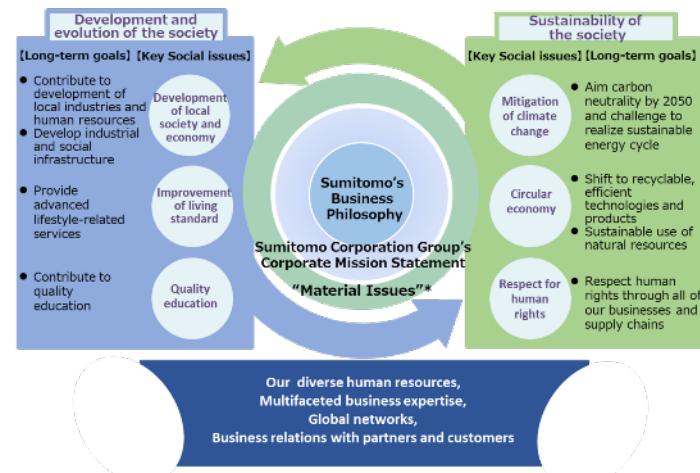 Development and
evolution of the society
【Long-term goals】
【Key Social issues】
● Contribute to
development of
local industries and
human resources
● Develop industrial
and social
infrastructure
Development
of local
society and
economy
● Provide
advanced
lifestyle-related
services
Improvement
of living
standard
● Contribute to
quality
education
Quality
education
Sumitomo's
Business
Philosophy
Sumitomo Corporation Group's
Corporate Mission Statement
"Material Issues"*
Sustainability of
the society
【Key Social issues】
【Long-term goals】
Mitigation
of climate
change
● Aim carbon
neutrality by 2050
and challenge to
realize sustainable
energy cycle
Circular
economy
● Shift to recyclable,
efficient
technologies and
products
● Sustainable use of
natural resources
Respect for
human
rights
● Respect human
rights through all of
our businesses and
supply chains
Our diverse human resources,
Multifaceted business expertise,
Global networks,
Business relations with partners and customers